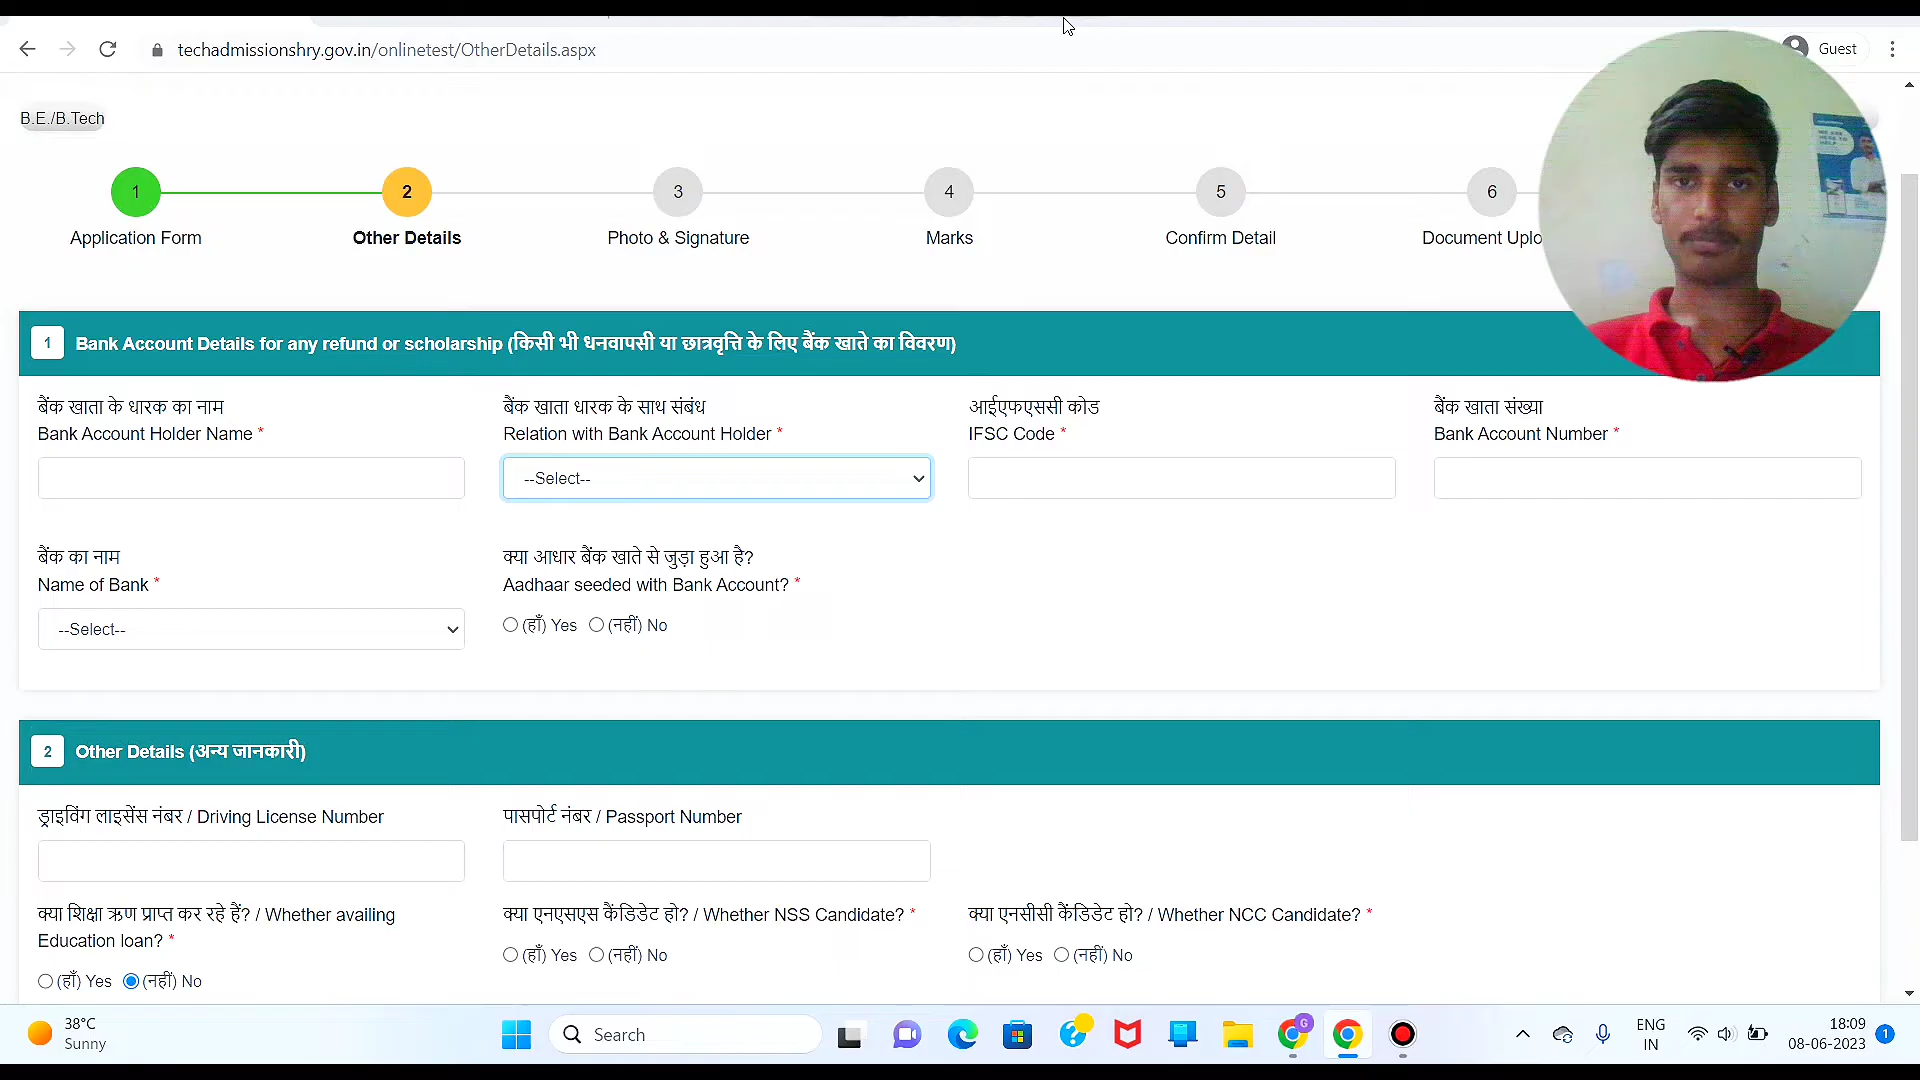 techadmissionshry.gov.in/onlinetest/OtherDetails.aspx
Guest
B.E./B.Tech
1 2 3 4 5 6
Application Form Other Details Photo & Signature Marks Confirm Detail Document Uplo
1 Bank Account Details for any refund or scholarship (किसी भी धनवापसी या छात्रवृत्ति के लिए बैंक खाते का विवरण)
बैंक खाता के धारक का नाम बैंक खाता धारक के साथ संबंध आईएफएससी कोड बैंक खाता संख्या
Bank Account Holder Name * Relation with Bank Account Holder * IFSC Code * Bank Account Number *
--Select--
बैंक का नाम क्या आधार बैंक खाते से जुड़ा हुआ है?
Name of Bank * Aadhaar seeded with Bank Account? *
--Select-- (हाँ) Yes (नहीं) No
2 Other Details (अन्य जानकारी)
ड्राइविंग लाइसेंस नंबर / Driving License Number पासपोर्ट नंबर / Passport Number
क्या शिक्षा ऋण प्राप्त कर रहे हैं? / Whether availing क्या एनएसएस कैंडिडेट हो? / Whether NSS Candidate? * क्या एनसीसी कैंडिडेट हो? / Whether NCC Candidate? *
Education loan? *
(हाँ) Yes (नहीं) No (हाँ) Yes (नहीं) No
(हाँ) Yes (नहीं) No
38°C
Sunny
Search
ENG
IN
18:09
08-06-2023
1